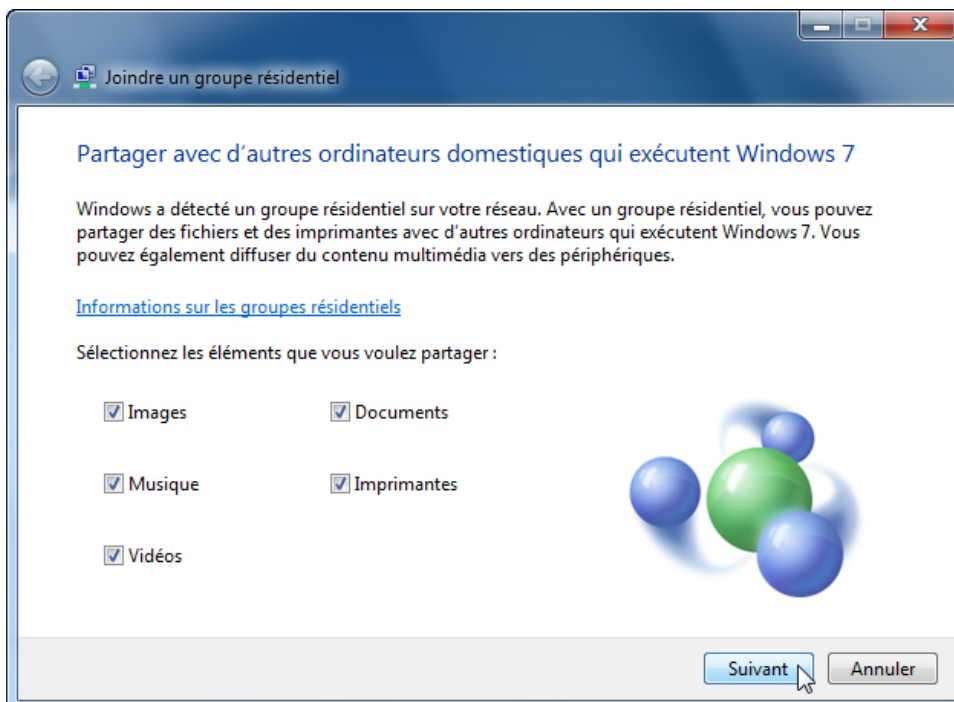 Joindre un groupe résidentiel
Partager avec d'autres ordinateurs domestiques qui exécutent Windows 7
Windows a détecté un groupe résidentiel sur votre réseau. Avec un groupe résidentiel, vous pouvez
partager des fichiers et des imprimantes avec d'autres ordinateurs qui exécutent Windows 7. Vous
pouvez également diffuser du contenu multimédia vers des périphériques.
Informations sur les groupes résidentiels
Sélectionnez les éléments que vous voulez partager :
Images Documents
Musique Imprimantes
Vidéos
Suivant Annuler